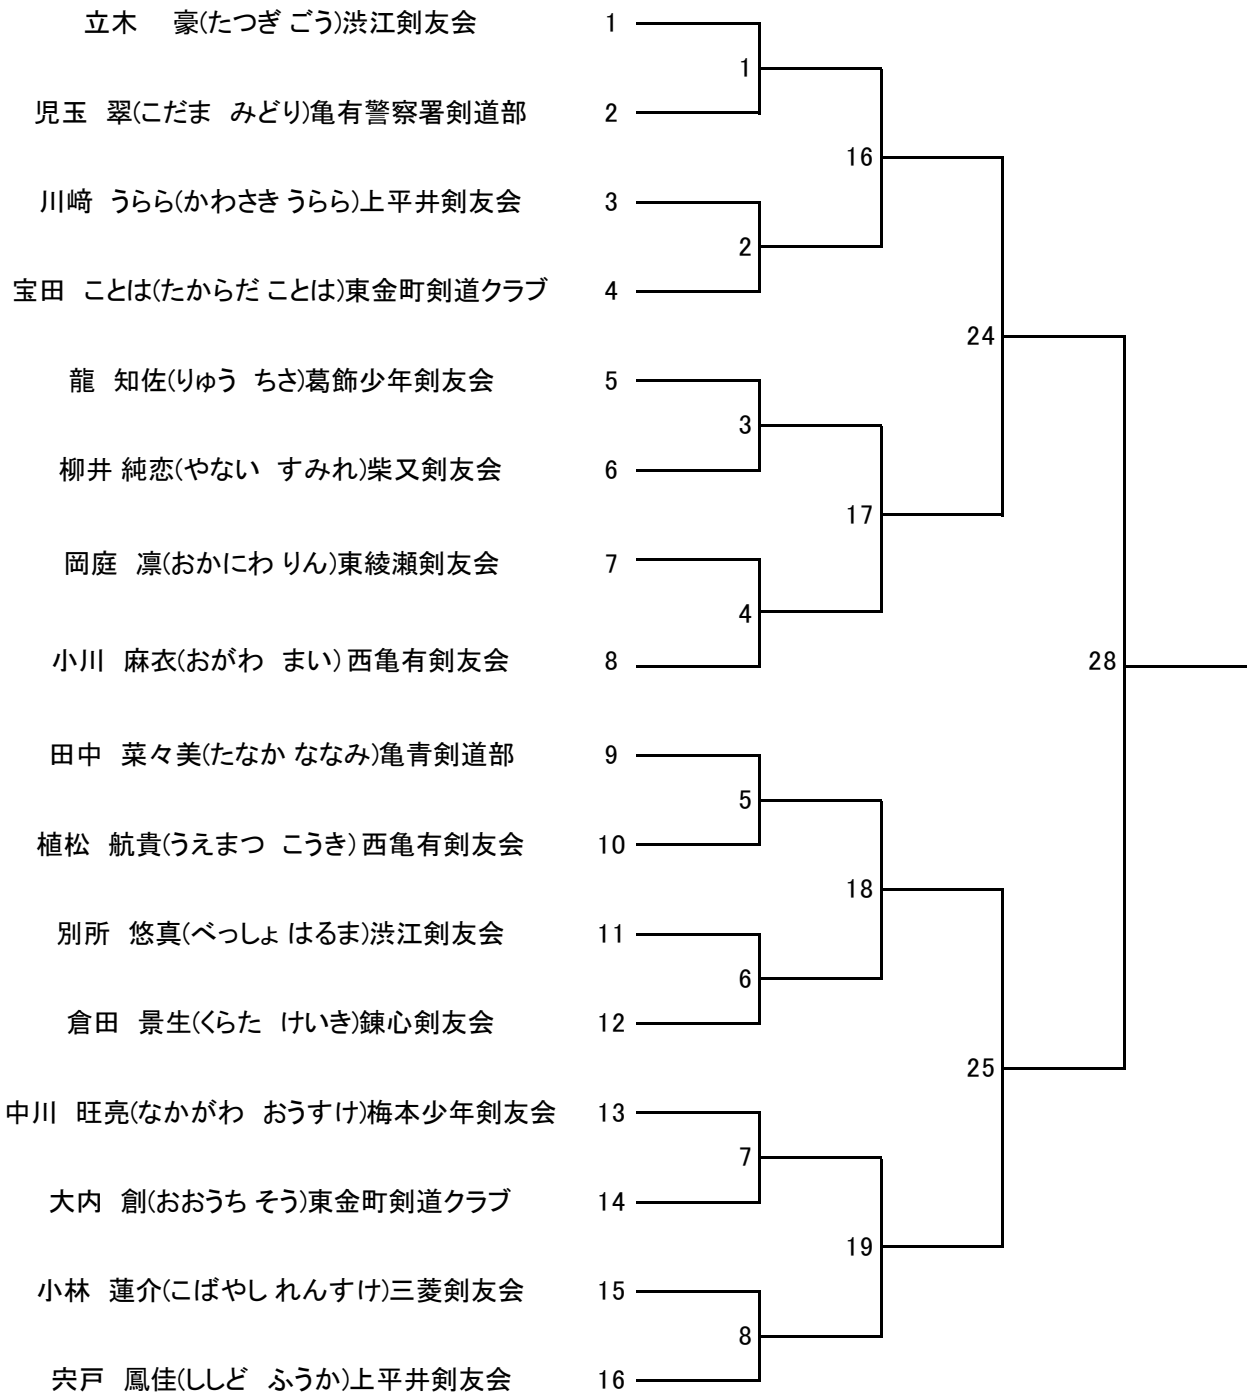 立木　豪(たつぎ ごう)渋江剣友会 1
1
児玉　翠(こだま　みどり)亀有警察署剣道部 2
16
川﨑　うらら(かわさき うらら)上平井剣友会 3
2
宝田　ことは(たからだ ことは)東金町剣道クラブ 4
24
龍　知佐(りゅう　ちさ)葛飾少年剣友会 5
3
柳井 純恋(やない　すみれ)柴又剣友会 6
17
岡庭　凛(おかにわ りん)東綾瀬剣友会 7
4
小川　麻衣(おがわ　まい) 西亀有剣友会 8
28
田中　菜々美(たなか ななみ)亀青剣道部 9
5
植松　航貴(うえまつ　こうき) 西亀有剣友会 10
18
別所　悠真(べっしょ はるま)渋江剣友会 11
6
倉田　景生(くらた　けいき)錬心剣友会 12
25
中川　旺亮(なかがわ　おうすけ)梅本少年剣友会 13
7
大内　創(おおうち そう)東金町剣道クラブ 14
19
小林　蓮介(こばやし れんすけ)三菱剣友会 15
8
宍戸　鳳佳(ししど　ふうか)上平井剣友会 16